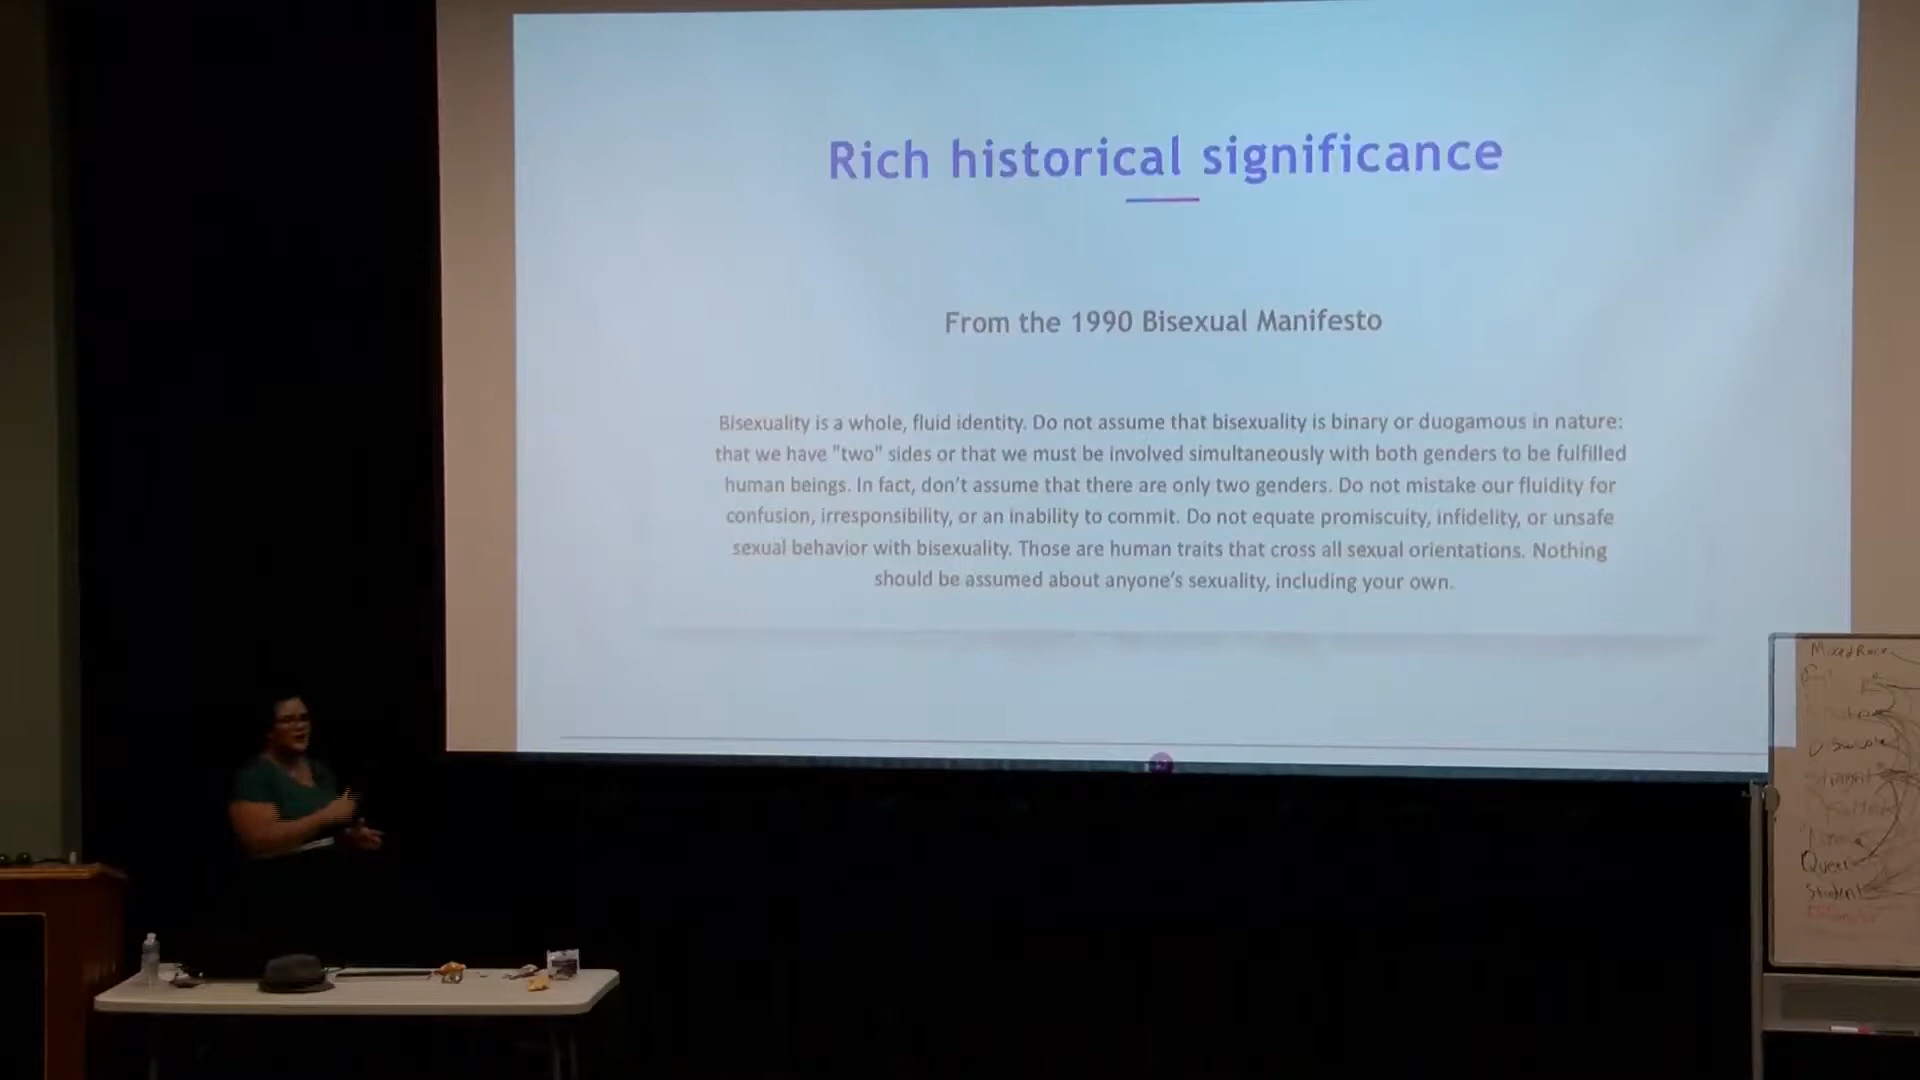 Rich historical significance
From the 1990 Bisexual Manifesto
Bisexuality is a whole, fluid identity. Do not assume that bisexuality is binary or duogamous in nature:
that we have "two" sides or that we must be involved simultaneously with both genders to be fulfilled
human beings. In fact, don't assume that there are only two genders. Do not mistake our fluidity for
confusion, irresponsibility, or an inability to commit. Do not equate promiscuity, infidelity, or unsafe
sexual behavior with bisexuality. Those are human traits that cross all sexual orientations. Nothing
should be assumed about anyone's sexuality, including your own.
Mixed Race
Straight
Queer
Student